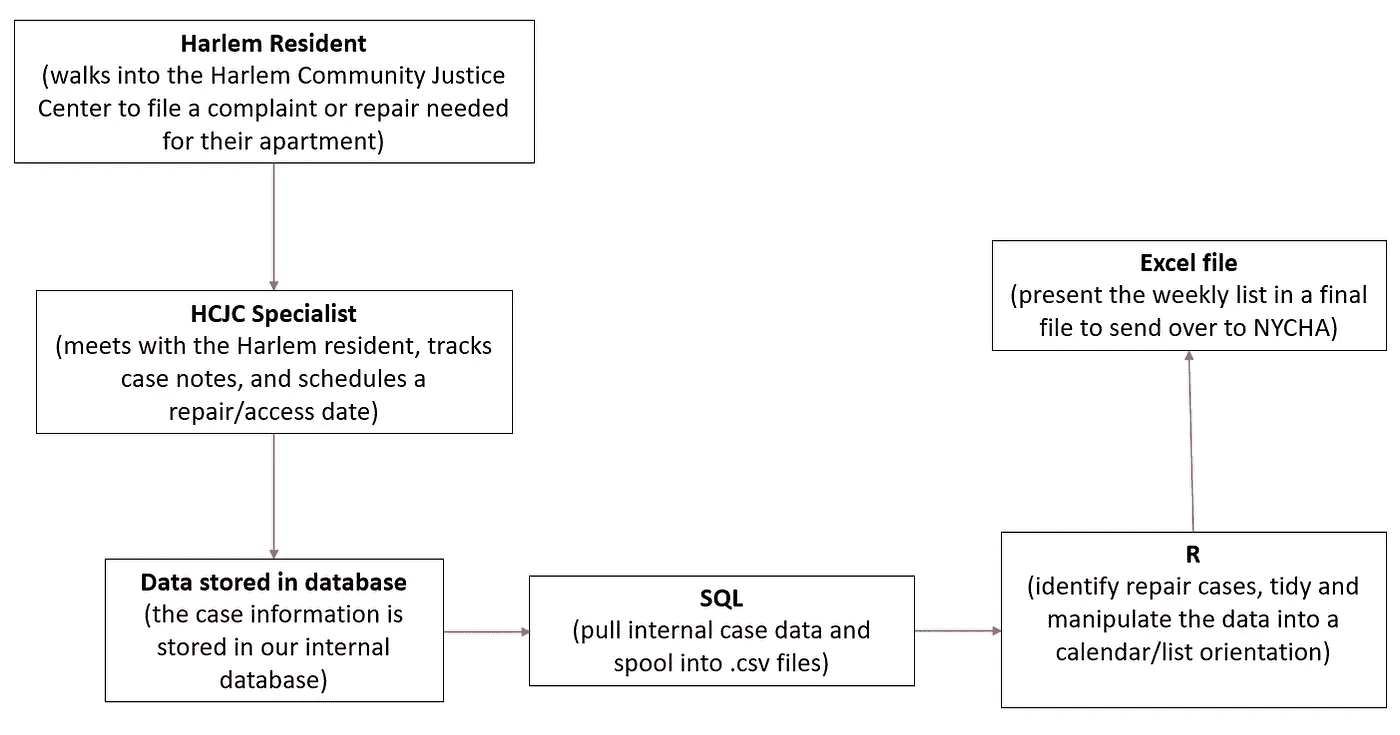 Harlem Resident
(walks into the Harlem Community Justice
Center to file a complaint or repair needed
for their apartment)
HCJC Specialist
(meets with the Harlem resident, tracks
case notes, and schedules a
repair/access date)
Data stored in database
(the case information is
stored in our internal
database)
SQL
(pull internal case data and
spool into .csv files)
R
(identify repair cases, tidy and
manipulate the data into a
calendar/list orientation)
Excel file
(present the weekly list in a final
file to send over to NYCHA)